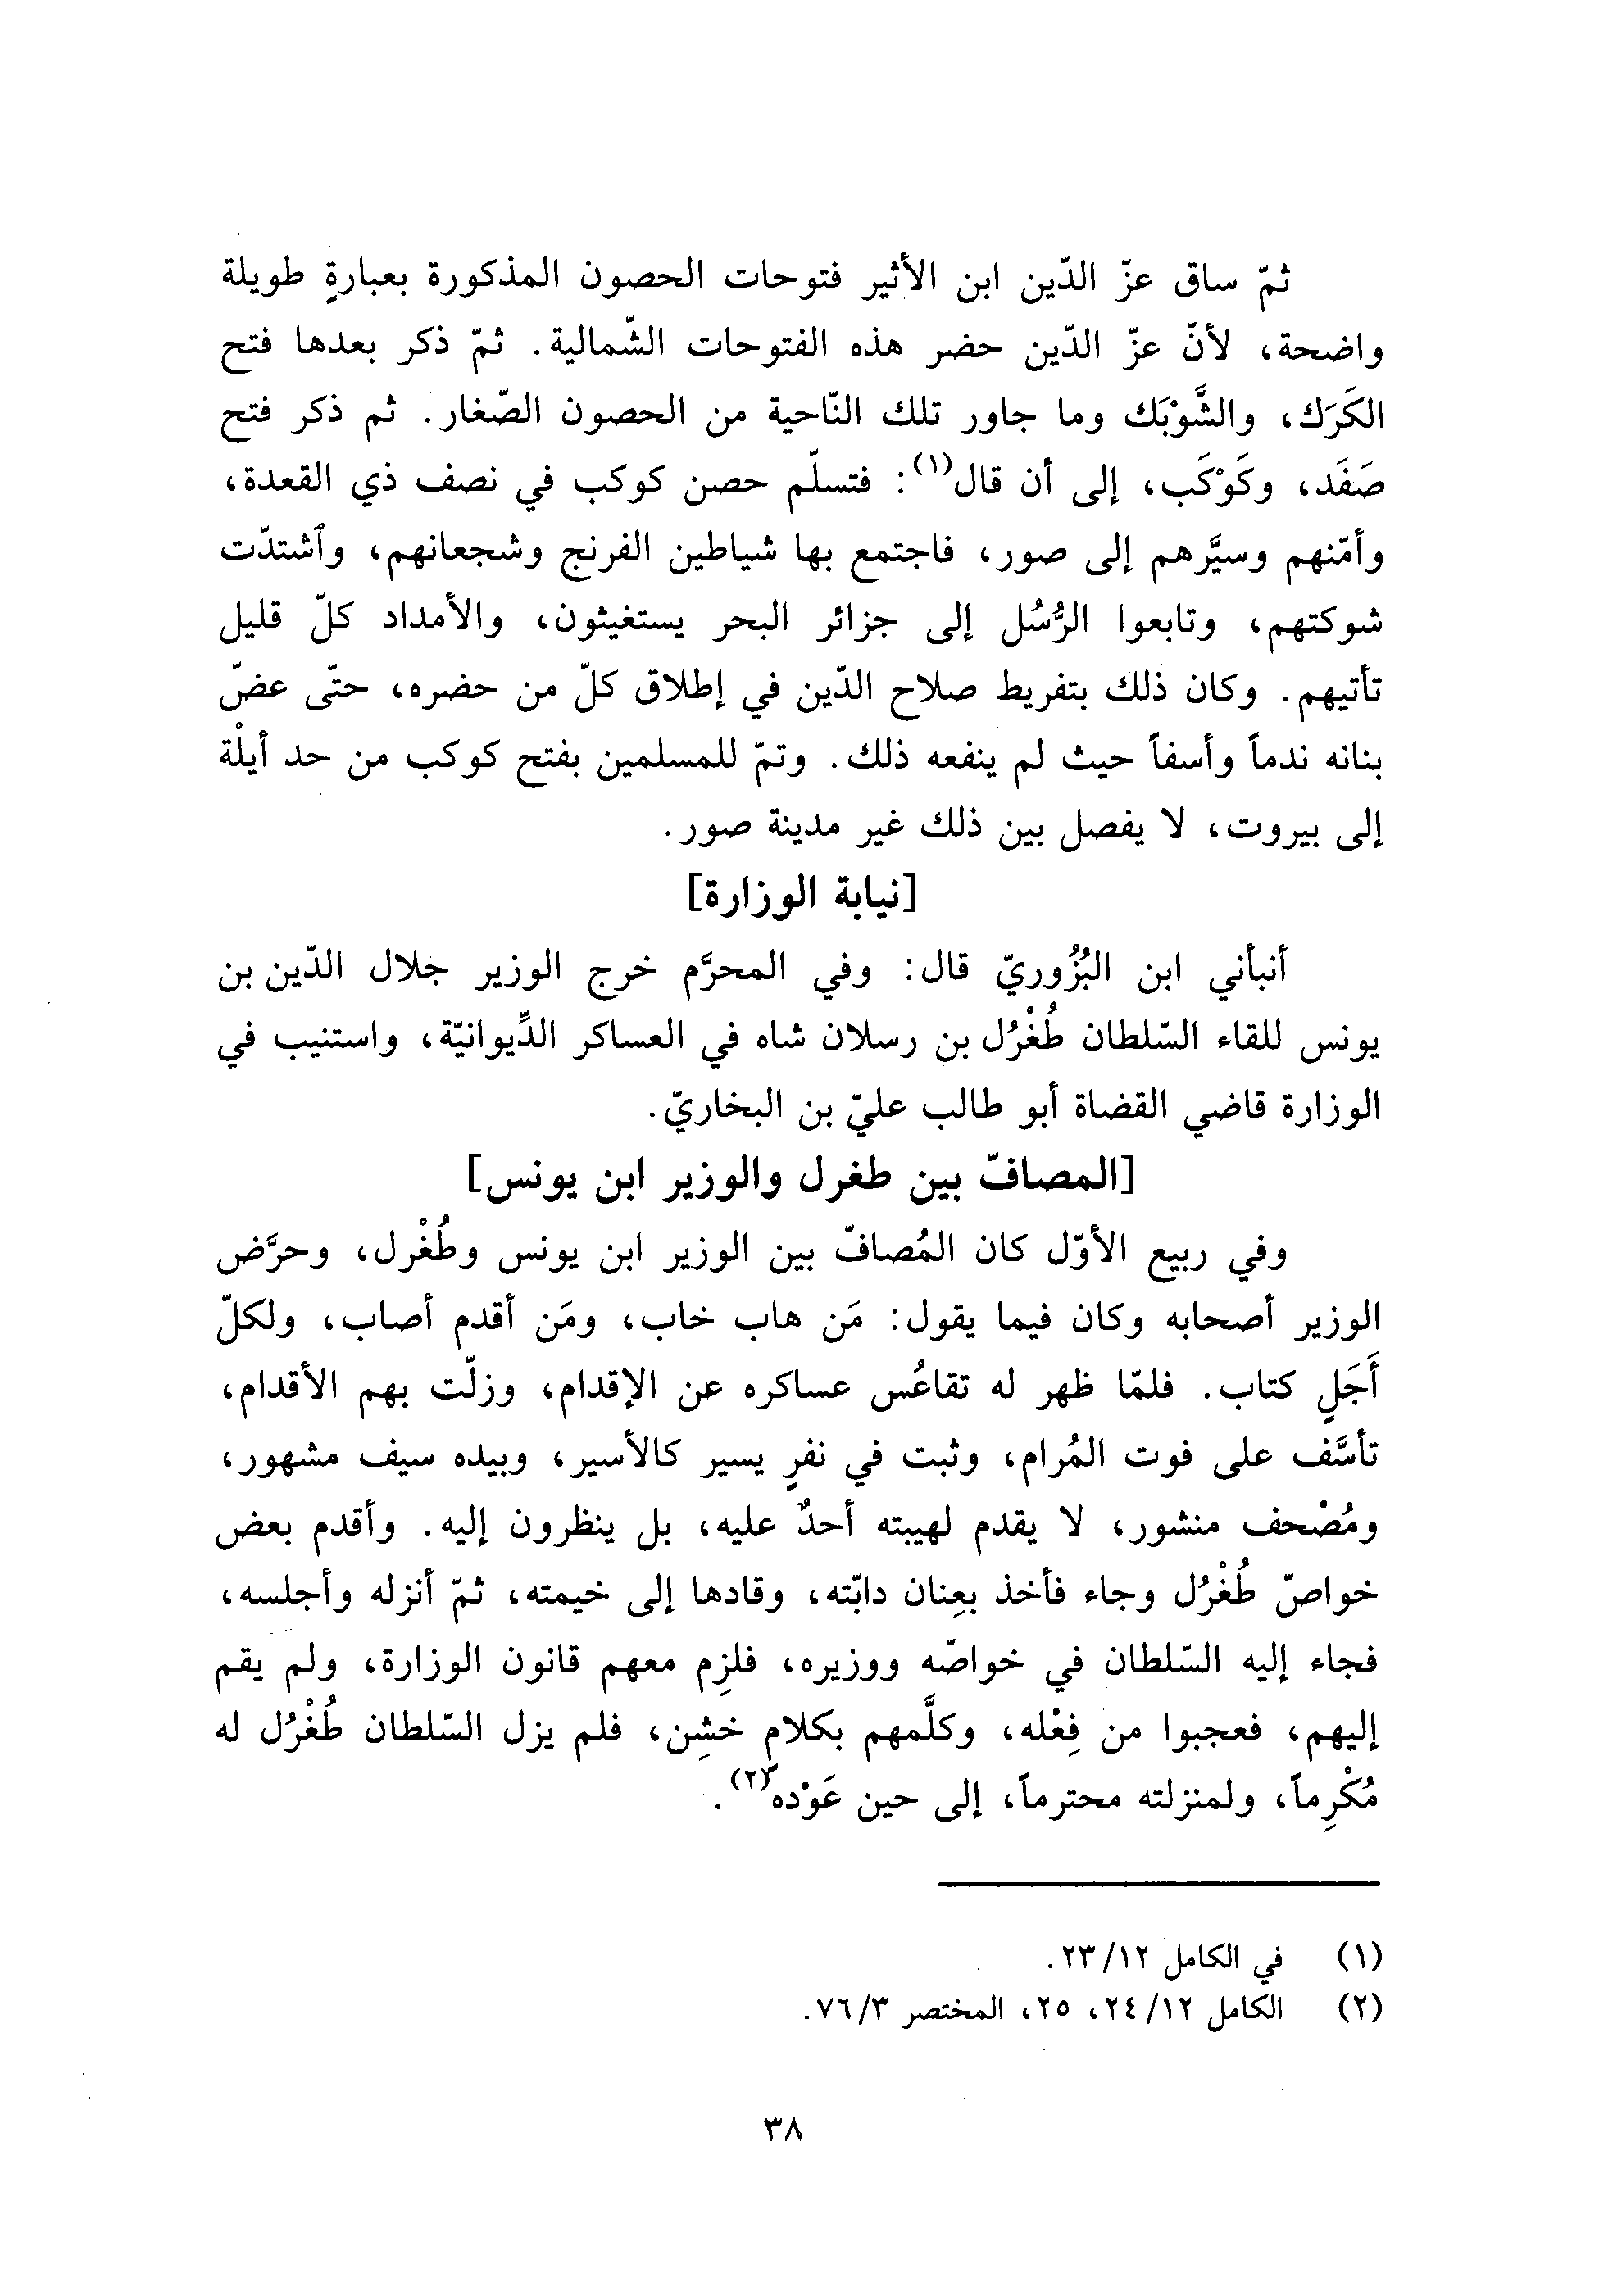 ثمّ ساق عزّ الدّين ابن الأثير فتوحات الحصون المذكورة بعبارةٍ طويلة
واضحة، لأنّ عزّ الدّين حضر هذه الفتوحات الشّمالية. ثمّ ذكر بعدها فتح
الكَرَك، والشَّوْبَك وما جاور تلك النّاحية من الحصون الصّغار. ثم ذكر فتح
صَفَد، وكَوْكَب، إلى أن قال(١): فتسلّم حصن كوكب في نصف ذي القعدة،
وأمّنهم وسيَّرهم إلى صور، فاجتمع بها شياطين الفرنج وشجعانهم، وٱشتدّت
شوكتهم، وتابعوا الرُّسُل إلى جزائر البحر يستغيثون، والأمداد كلّ قليل
تأتيهم. وكان ذلك بتفريط صلاح الدّين في إطلاق كلّ من حضره، حتّى عضّ
بنانه ندماً وأسفاً حيث لم ينفعه ذلك. وتمّ للمسلمين بفتح كوكب من حد أيلْة
إلى بيروت، لا يفصل بين ذلك غير مدينة صور.
[نيابة الوزارة]
أنبأني ابن البُزُوريّ قال: وفي المحرَّم خرج الوزير جلال الدّين بن
يونس للقاء السّلطان طُغْرُل بن رسلان شاه في العساكر الدِّيوانيّة، واستنيب في
الوزارة قاضي القضاة أبو طالب عليّ بن البخاريّ.
[المصافّ بين طغرل والوزير ابن يونس]
وفي ربيع الأوّل كان المُصافّ بين الوزير ابن يونس وطُغْرل، وحرَّض
الوزير أصحابه وكان فيما يقول: مَن هاب خاب، ومَن أقدم أصاب، ولكلّ
أَجَلٍ كتاب. فلمّا ظهر له تقاعُس عساكره عن الإقدام، وزلّت بهم الأقدام،
تأسَّف على فوت المُرام، وثبت في نفرٍ يسير كالأسير، وبيده سيف مشهور،
ومُصْحف منشور، لا يقدم لهيبته أحدٌ عليه، بل ينظرون إليه. وأقدم بعض
خواصّ طُغْرُل وجاء فأخذ بعِنان دابّته، وقادها إلى خيمته، ثمّ أنزله وأجلسه،
فجاء إليه السّلطان في خواصّه ووزيره، فلزِم معهم قانون الوزارة، ولم يقم
إليهم، فعجبوا من فِعْله، وكلَّمهم بكلامٍ خشِن، فلم يزل السّلطان طُغْرُل له
مُكْرِماً، ولمنزلته محترماً، إلى حين عَوْده(٢).
(١) في الكامل ٢٣/١٢.
(٢) الكامل ٢٤/١٢، ٢٥، المختصر ٧٦/٣.
٣٨